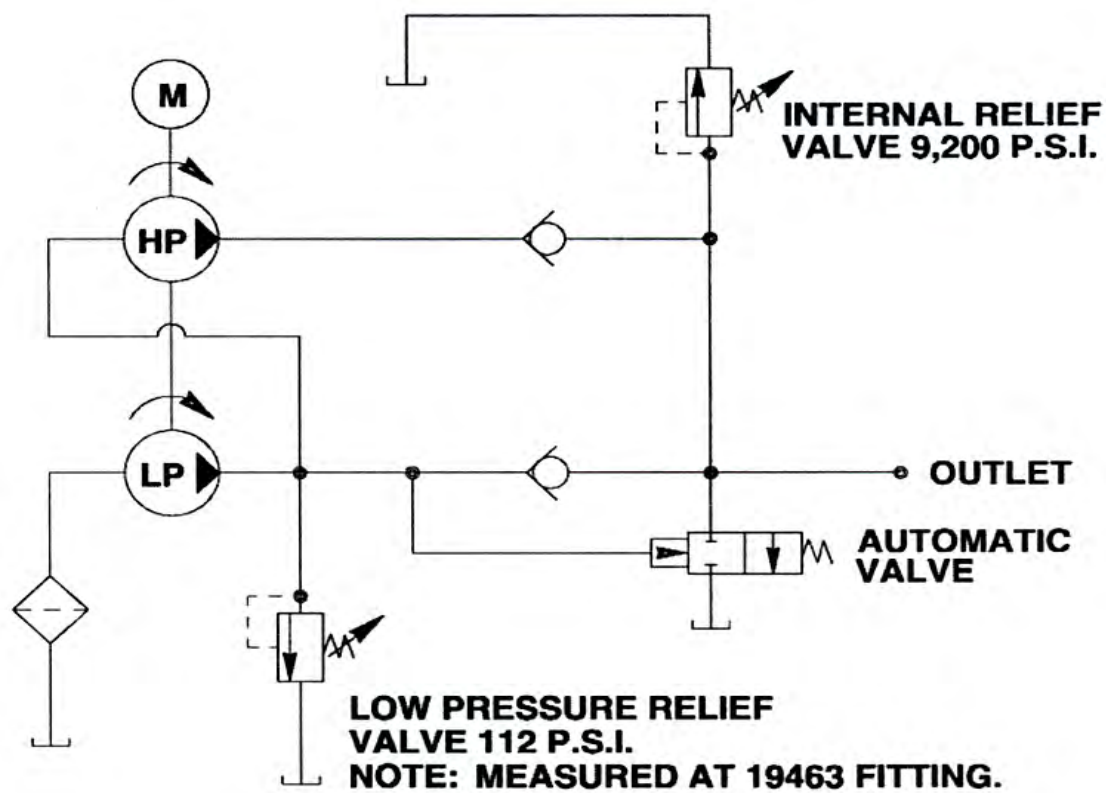 M
INTERNAL RELIEF
VALVE 9,200 P.S.I.
HP
LP
OUTLET
AUTOMATIC
VALVE
LOW PRESSURE RELIEF
VALVE 112 P.S.I.
NOTE: MEASURED AT 19463 FITTING.